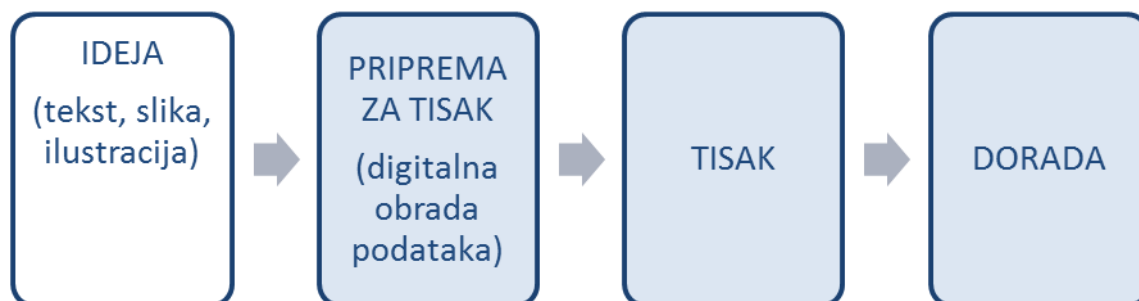 IDEJA
(tekst, slika,
ilustracija)
PRIPREMA
ZA TISAK
(digitalna
obrada
podataka)
TISAK
DORADA